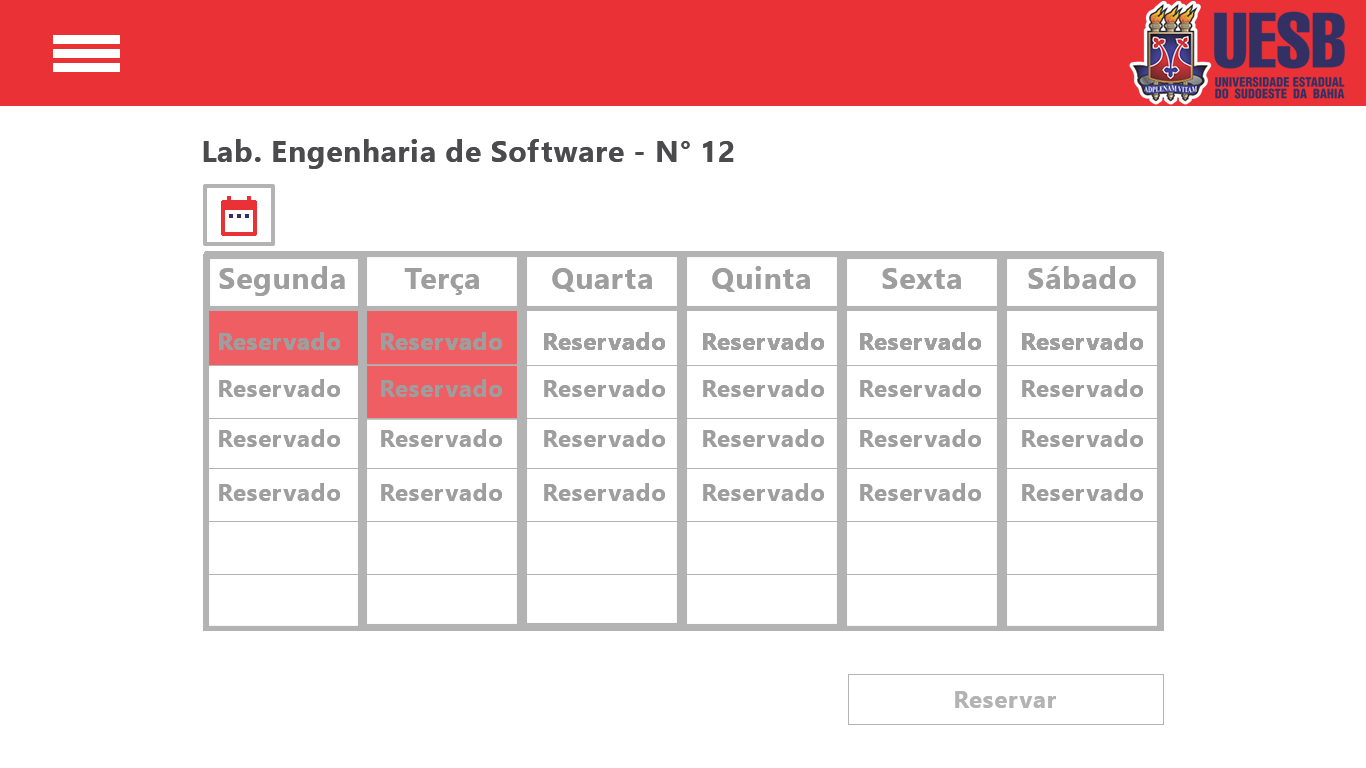 UESB
UNIVERSIDADE ESTADUAL
DO SUDOESTE DA BAHIA
ADPLENAM VITAM
Lab. Engenharia de Software - N° 12
Segunda Terça Quarta Quinta Sexta Sábado
Reservado Reservado Reservado Reservado Reservado Reservado
Reservado Reservado Reservado Reservado Reservado Reservado
Reservado Reservado Reservado Reservado Reservado Reservado
Reservado Reservado Reservado Reservado Reservado Reservado
Reservar